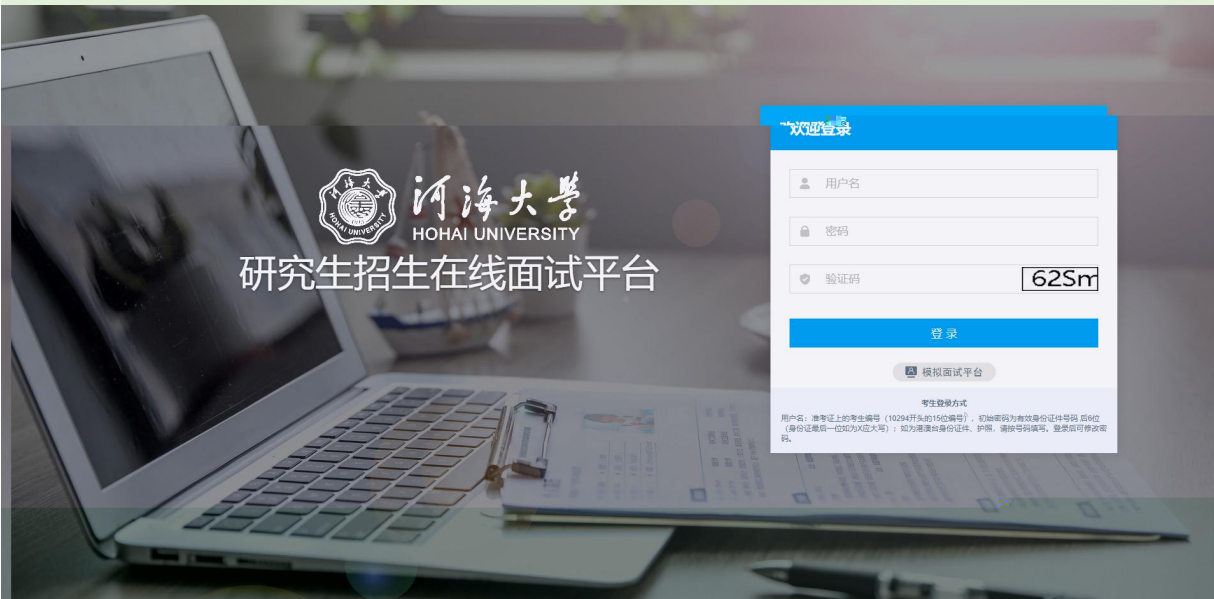 河海大學
HOHAI UNIVERSITY
研究生招生在线面试平台
欢迎登录
用户名
密码
验证码
62Sm
登录
模拟面试平台
考生登录方式
用户名：准考证上的考生编号（10294开头的15位编号），初始密码为有效身份证件号码 后6位
（身份证最后一位如为X应大写）；如为港澳台身份证件、护照，请按号码填写。登录后可修改密
码。